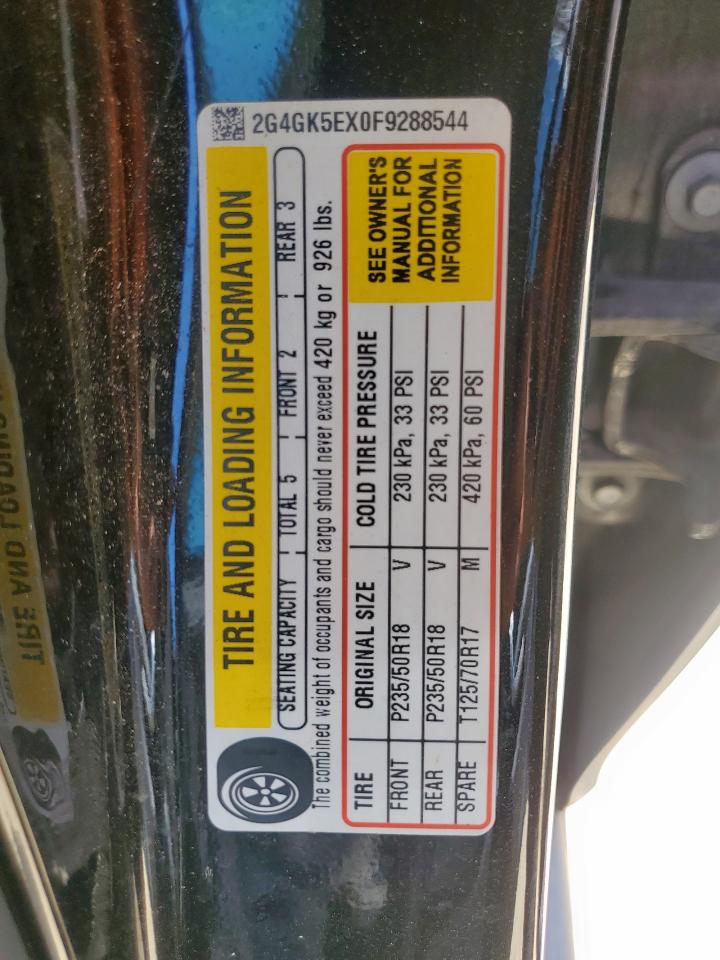 2G4GK5EX0F9288544
TIRE AND LOADING INFORMATION
SEATING CAPACITY TOTAL 5 FRONT 2 REAR 3
The combined weight of occupants and cargo should never exceed 420 kg or 926 lbs.
TIRE ORIGINAL SIZE COLD TIRE PRESSURE
FRONT P235/50R18 V 230 kPa, 33 PSI
REAR P235/50R18 V 230 kPa, 33 PSI
SPARE T125/70R17 M 420 kPa, 60 PSI
SEE OWNER'S
MANUAL FOR
ADDITIONAL
INFORMATION
TIRE AND LOADING